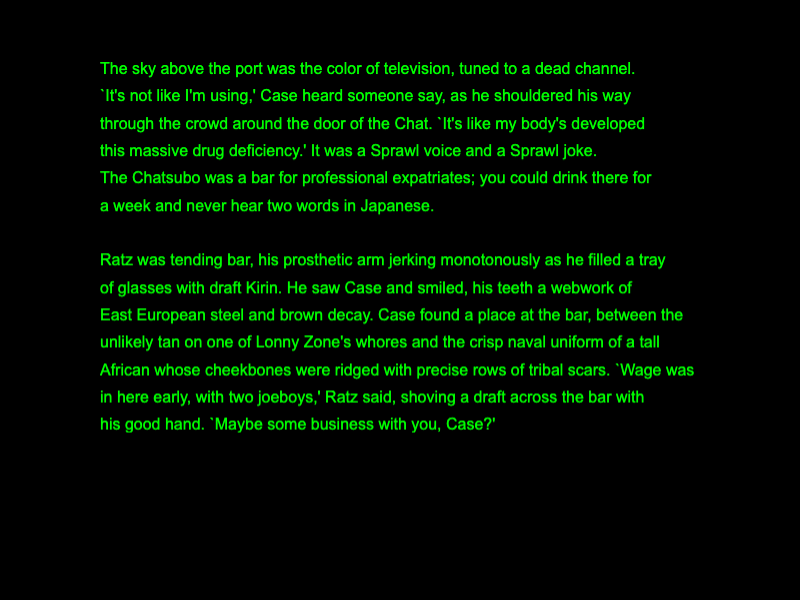 The sky above the port was the color of television, tuned to a dead channel.
`It's not like I'm using,' Case heard someone say, as he shouldered his way
through the crowd around the door of the Chat. `It's like my body's developed
this massive drug deficiency.' It was a Sprawl voice and a Sprawl joke.
The Chatsubo was a bar for professional expatriates; you could drink there for
a week and never hear two words in Japanese.

Ratz was tending bar, his prosthetic arm jerking monotonously as he filled a tray
of glasses with draft Kirin. He saw Case and smiled, his teeth a webwork of
East European steel and brown decay. Case found a place at the bar, between the
unlikely tan on one of Lonny Zone's whores and the crisp naval uniform of a tall
African whose cheekbones were ridged with precise rows of tribal scars. `Wage was
in here early, with two joeboys,' Ratz said, shoving a draft across the bar with
his good hand. `Maybe some business with you, Case?'